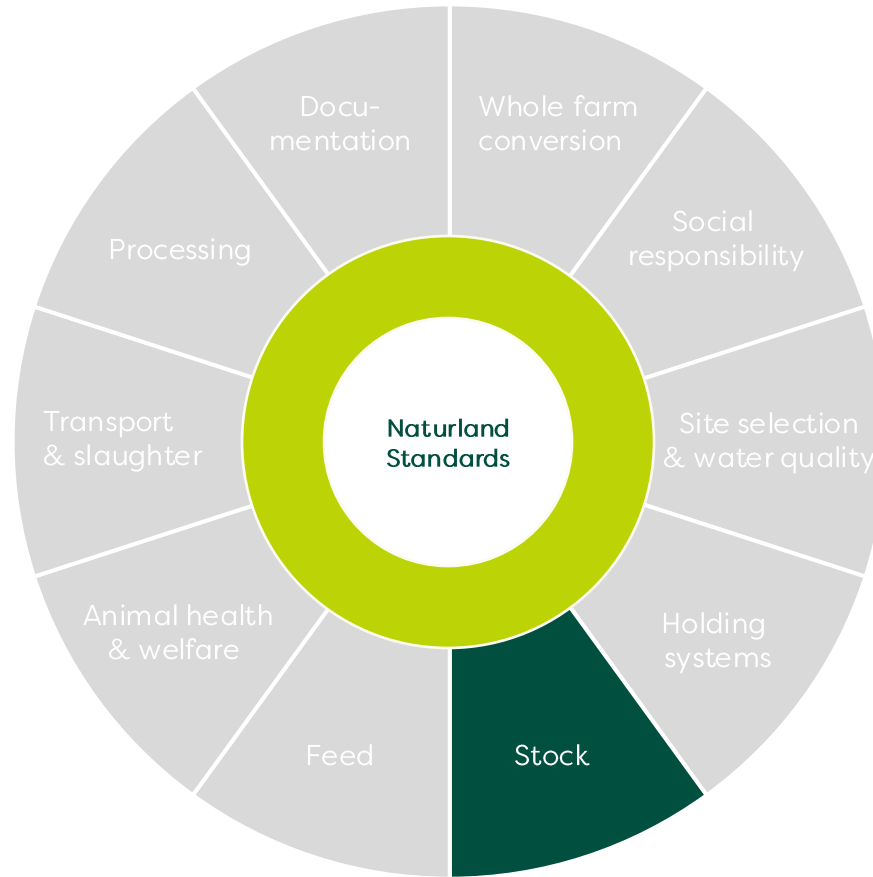 Docu-
mentation
Whole farm
conversion
Social
responsibility
Processing
Transport
& slaughter
Naturland
Standards
Site selection
& water quality
Animal health
& welfare
Holding
systems
Feed
Stock